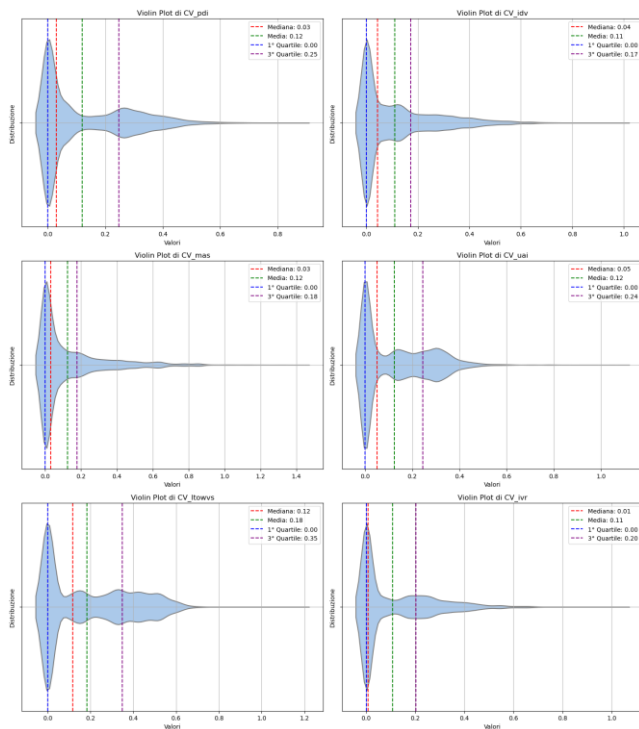 Violin Plot di CV_pdi
Mediana: 0.03
Media: 0.12
1° Quartile: 0.00
3° Quartile: 0.25
Distribuzione
0.0 0.2 0.4 0.6 0.8
Valori
Violin Plot di CV_idv
Mediana: 0.04
Media: 0.11
1° Quartile: 0.00
3° Quartile: 0.17
Distribuzione
0.0 0.2 0.4 0.6 0.8 1.0
Valori
Violin Plot di CV_mas
Mediana: 0.03
Media: 0.12
1° Quartile: 0.00
3° Quartile: 0.18
Distribuzione
0.0 0.2 0.4 0.6 0.8 1.0 1.2 1.4
Valori
Violin Plot di CV_uai
Mediana: 0.05
Media: 0.12
1° Quartile: 0.00
3° Quartile: 0.24
Distribuzione
0.0 0.2 0.4 0.6 0.8 1.0
Valori
Violin Plot di CV_ltowvs
Mediana: 0.12
Media: 0.18
1° Quartile: 0.00
3° Quartile: 0.35
Distribuzione
0.0 0.2 0.4 0.6 0.8 1.0 1.2
Valori
Violin Plot di CV_ivr
Mediana: 0.01
Media: 0.11
1° Quartile: 0.00
3° Quartile: 0.20
Distribuzione
0.0 0.2 0.4 0.6 0.8 1.0
Valori